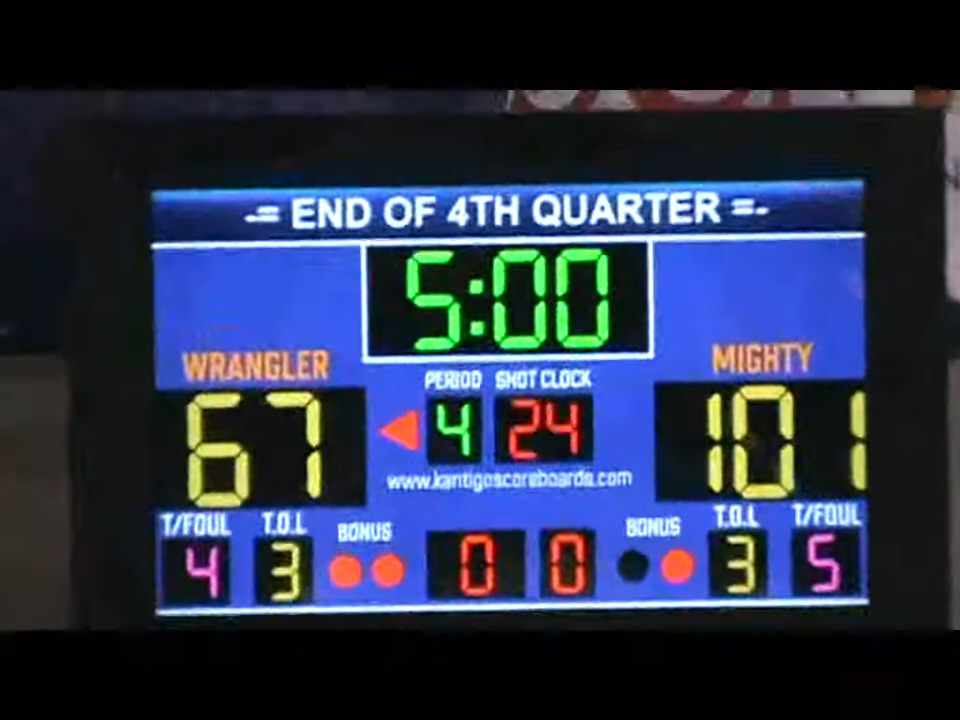 -= END OF 4TH QUARTER =-
5:00
WRANGLER
MIGHTY
PERIOD SHOT CLOCK
67
4
24
101
www.kantigoscoreboards.com
T/FOUL T.O.L BONUS
BONUS T.O.L T/FOUL
4 3 0 0 3 5